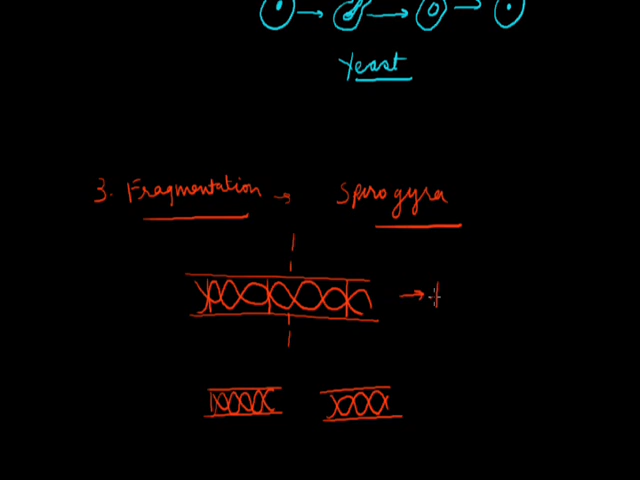 Yeast
3. Fragmentation → Spirogyra